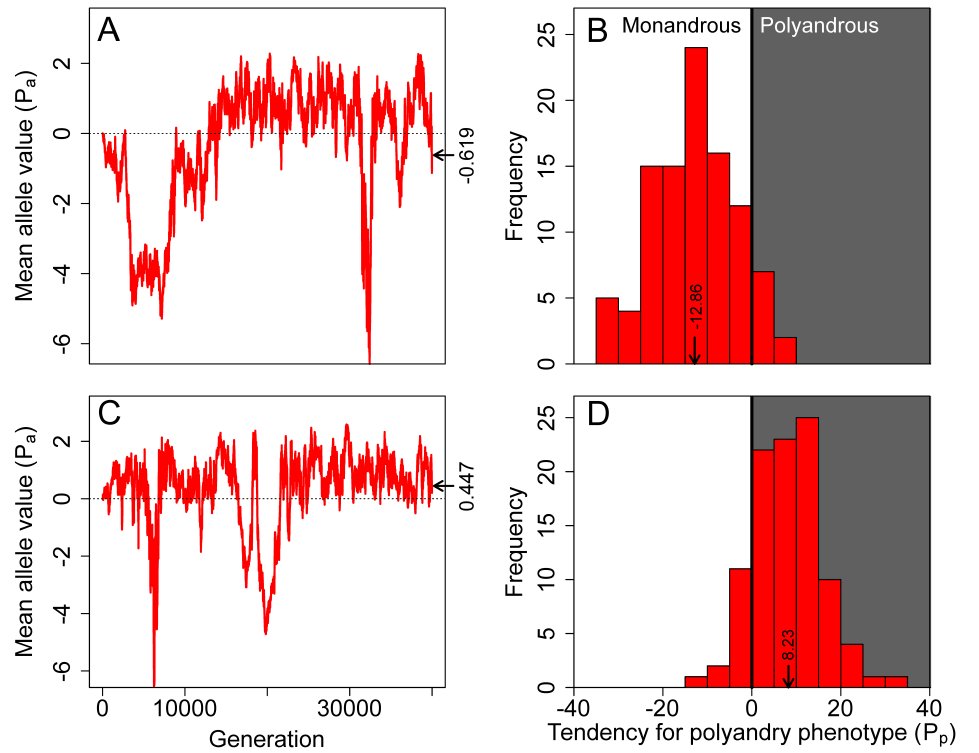 A
Mean allele value (Pₐ)
2
0
-2
-4
-6
-0.619
B
Monandrous
Polyandrous
Frequency
25
20
15
10
5
0
-12.86
C
Mean allele value (Pₐ)
2
0
-2
-4
-6
0.447
0
10000
30000
Generation
D
Frequency
25
20
15
10
5
0
8.23
-40
-20
0
20
40
Tendency for polyandry phenotype (Pₚ)